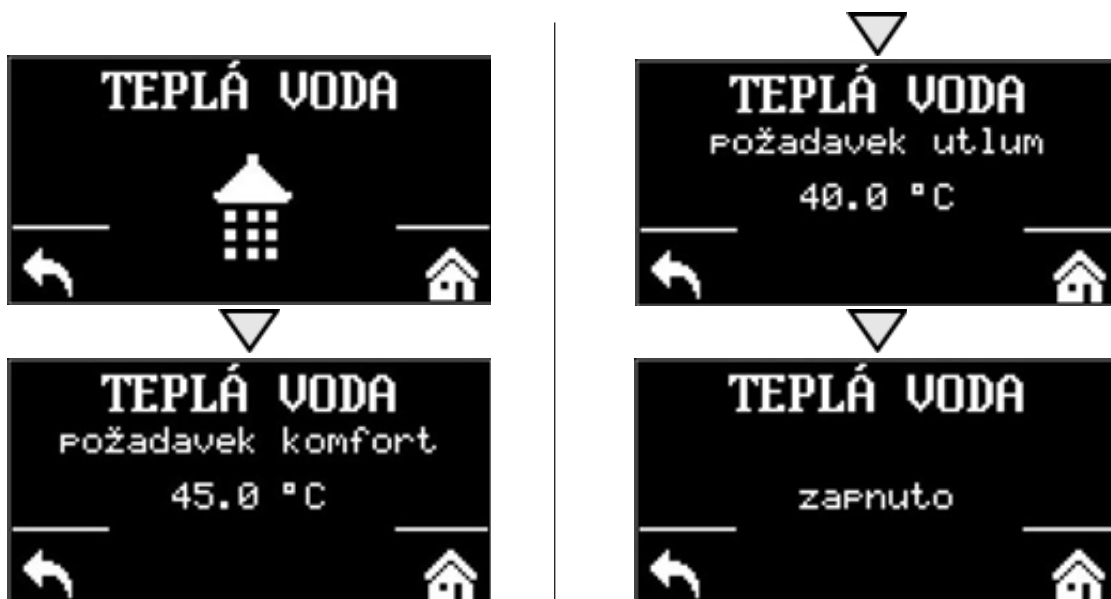 TEPLÁ VODA
TEPLÁ VODA
požadavek komfort
45.0 °C
TEPLÁ VODA
požadavek utlum
40.0 °C
TEPLÁ VODA
zapnuto